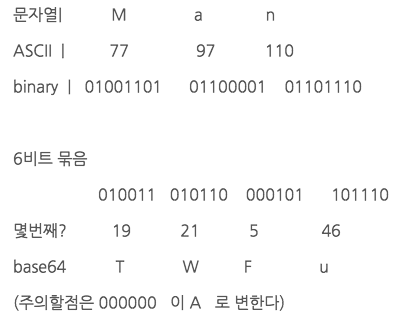 문자열| M a n
ASCII | 77 97 110
binary | 01001101 01100001 01101110
6비트 묶음
010011 010110 000101 101110
몇번째? 19 21 5 46
base64 T W F u
(주의할점은 000000 이 A 로 변한다)